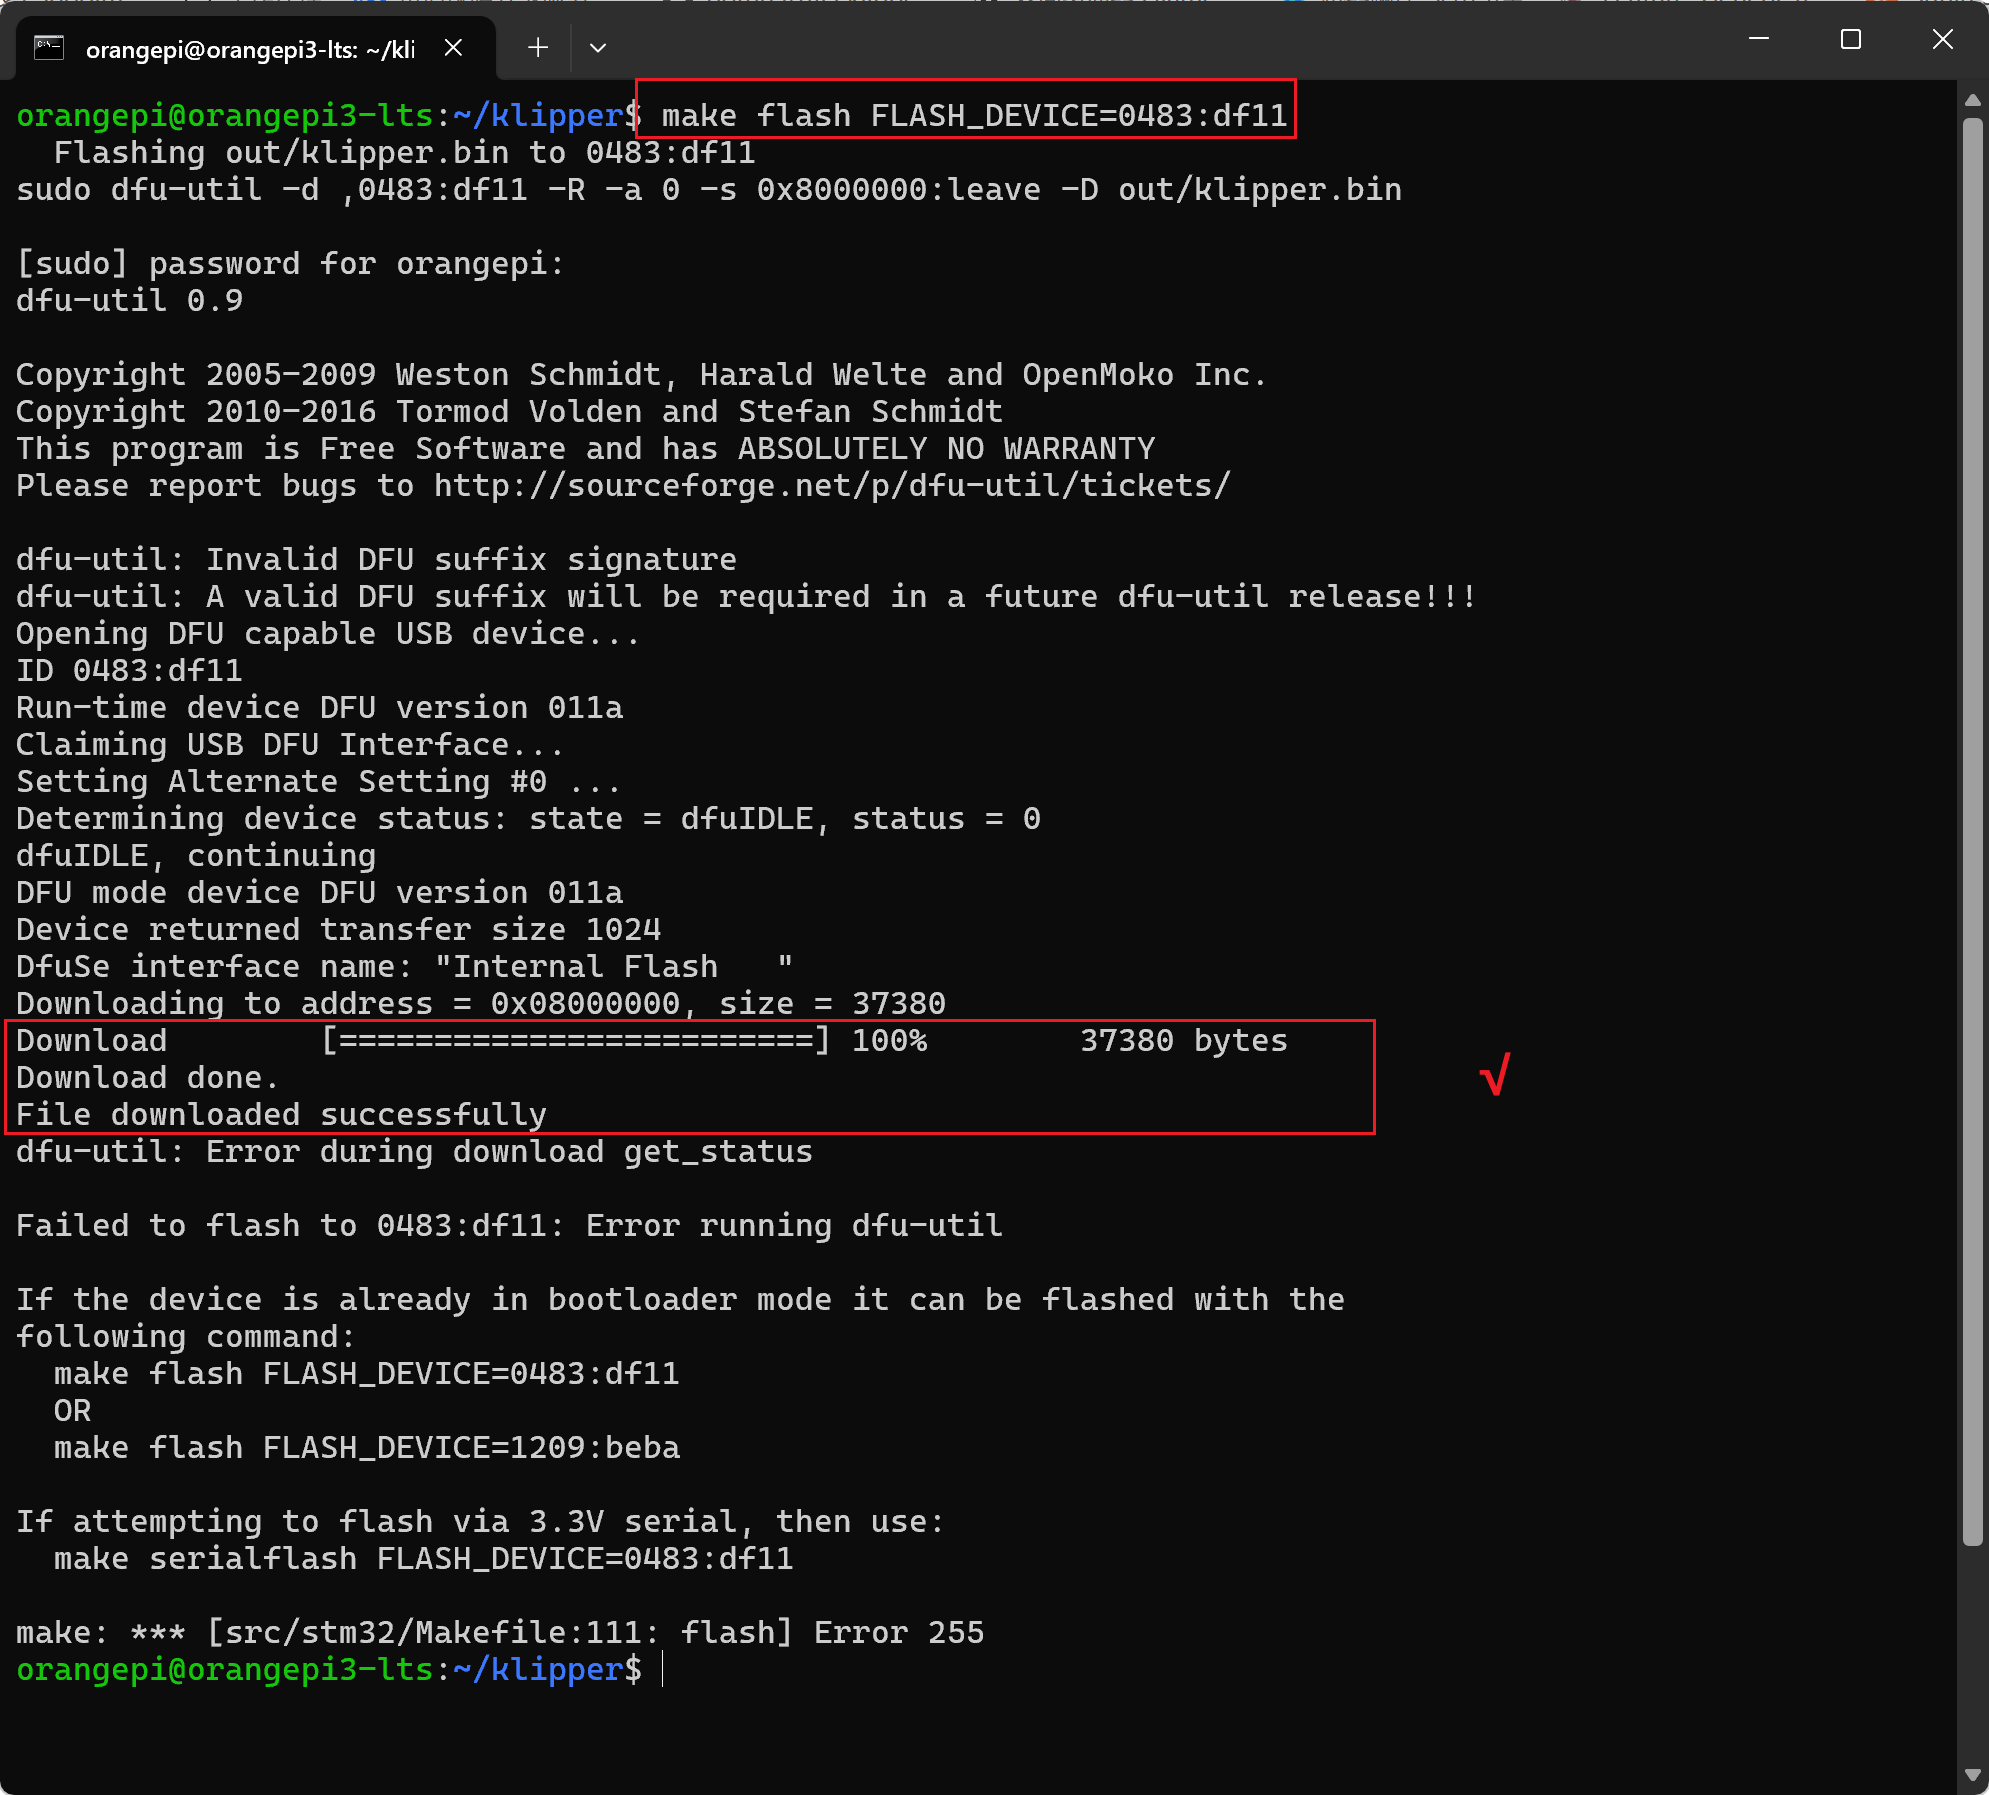 orangepi@orangepi3-lts: ~/kli
orangepi@orangepi3-lts:~/klipper$ make flash FLASH_DEVICE=0483:df11
  Flashing out/klipper.bin to 0483:df11
sudo dfu-util -d ,0483:df11 -R -a 0 -s 0x8000000:leave -D out/klipper.bin

[sudo] password for orangepi:
dfu-util 0.9

Copyright 2005-2009 Weston Schmidt, Harald Welte and OpenMoko Inc.
Copyright 2010-2016 Tormod Volden and Stefan Schmidt
This program is Free Software and has ABSOLUTELY NO WARRANTY
Please report bugs to http://sourceforge.net/p/dfu-util/tickets/

dfu-util: Invalid DFU suffix signature
dfu-util: A valid DFU suffix will be required in a future dfu-util release!!!
Opening DFU capable USB device...
ID 0483:df11
Run-time device DFU version 011a
Claiming USB DFU Interface...
Setting Alternate Setting #0 ...
Determining device status: state = dfuIDLE, status = 0
dfuIDLE, continuing
DFU mode device DFU version 011a
Device returned transfer size 1024
DfuSe interface name: "Internal Flash   "
Downloading to address = 0x08000000, size = 37380
Download        [=========================] 100%        37380 bytes
Download done.
√
File downloaded successfully
dfu-util: Error during download get_status

Failed to flash to 0483:df11: Error running dfu-util

If the device is already in bootloader mode it can be flashed with the
following command:
  make flash FLASH_DEVICE=0483:df11
  OR
  make flash FLASH_DEVICE=1209:beba

If attempting to flash via 3.3V serial, then use:
  make serialflash FLASH_DEVICE=0483:df11

make: *** [src/stm32/Makefile:111: flash] Error 255
orangepi@orangepi3-lts:~/klipper$